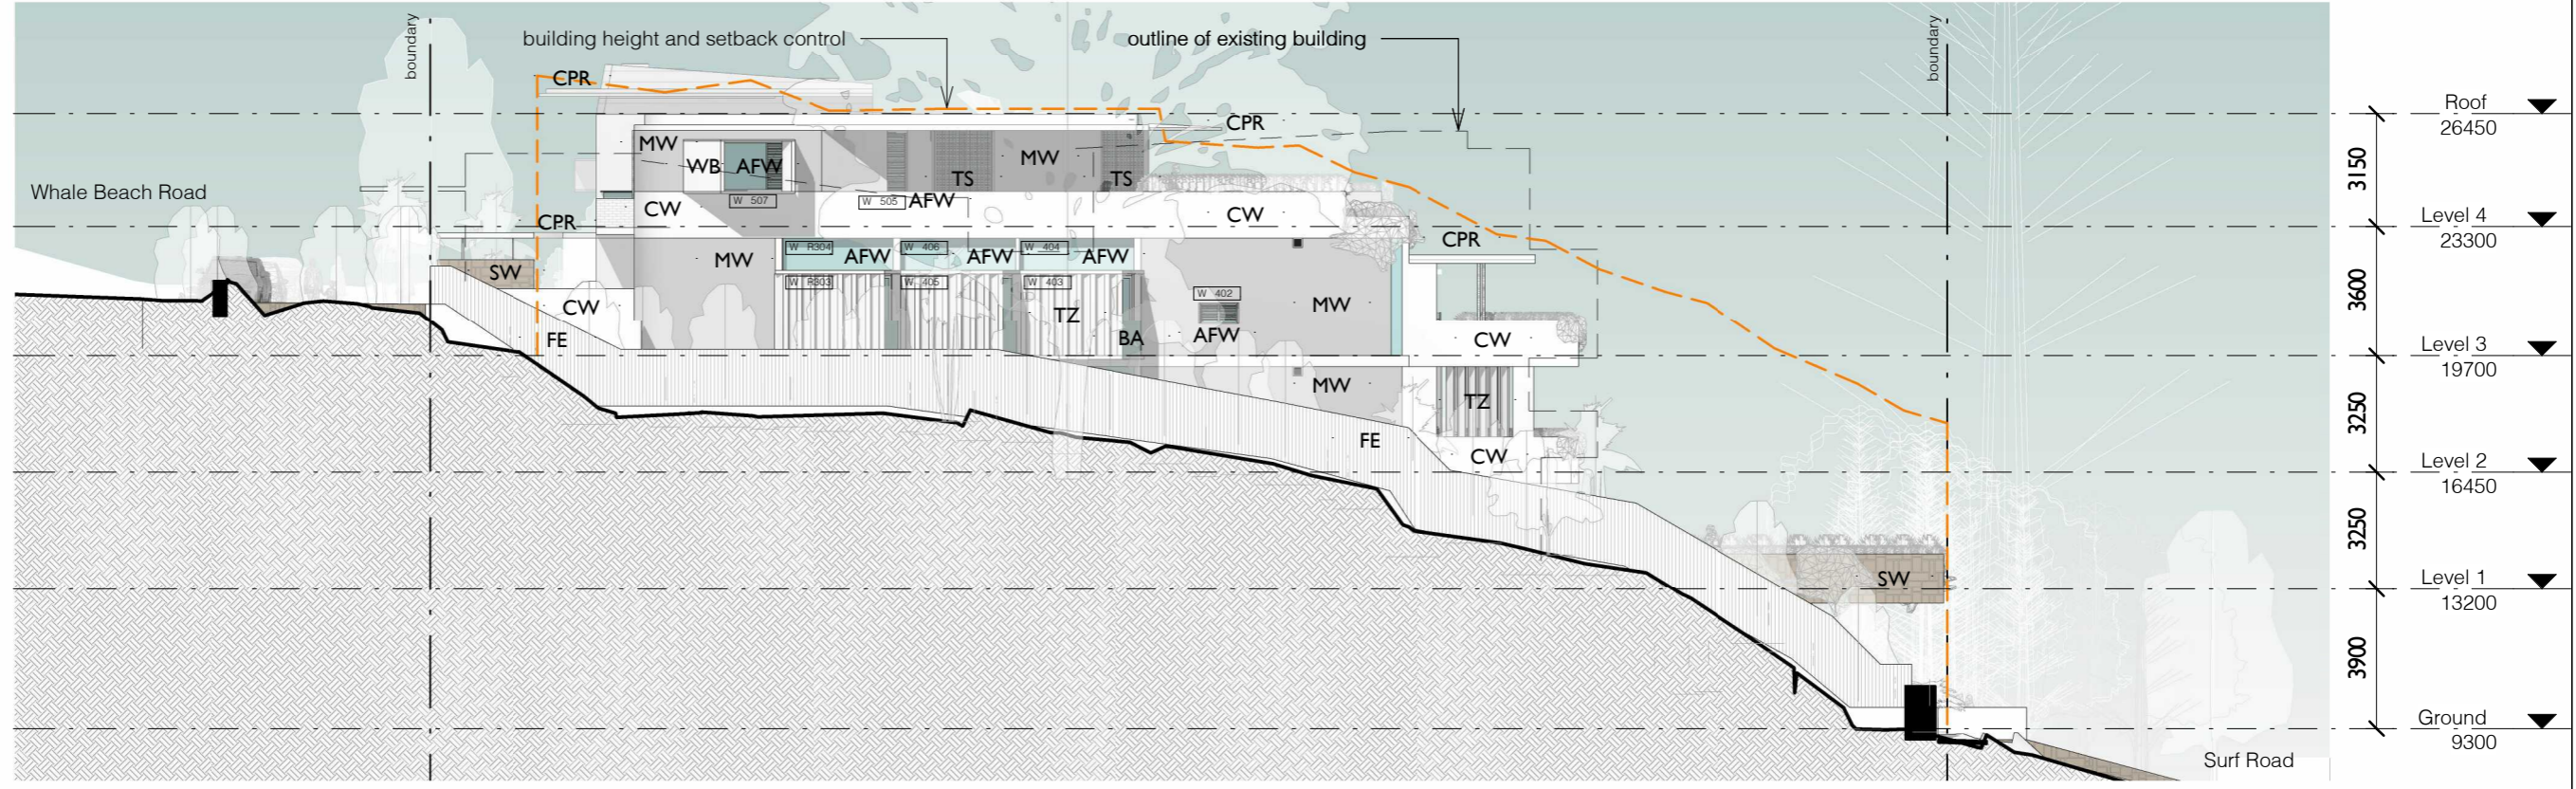 boundary
building height and setback control
outline of existing building
boundary
CPR
Roof
26450
CPR
MW
WB
AFW
MW
TS
TS
3150
Whale Beach Road
W 507
W 505
AFW
CW
CW
CPR
Level 4
23300
CPR
W R304
W 406
W 404
MW
AFW
AFW
AFW
SW
W R303
W 405
W 403
W 402
3600
CW
TZ
MW
FE
BA
AFW
CW
Level 3
19700
MW
TZ
3250
FE
CW
Level 2
16450
3250
SW
Level 1
13200
3900
Ground
9300
Surf Road